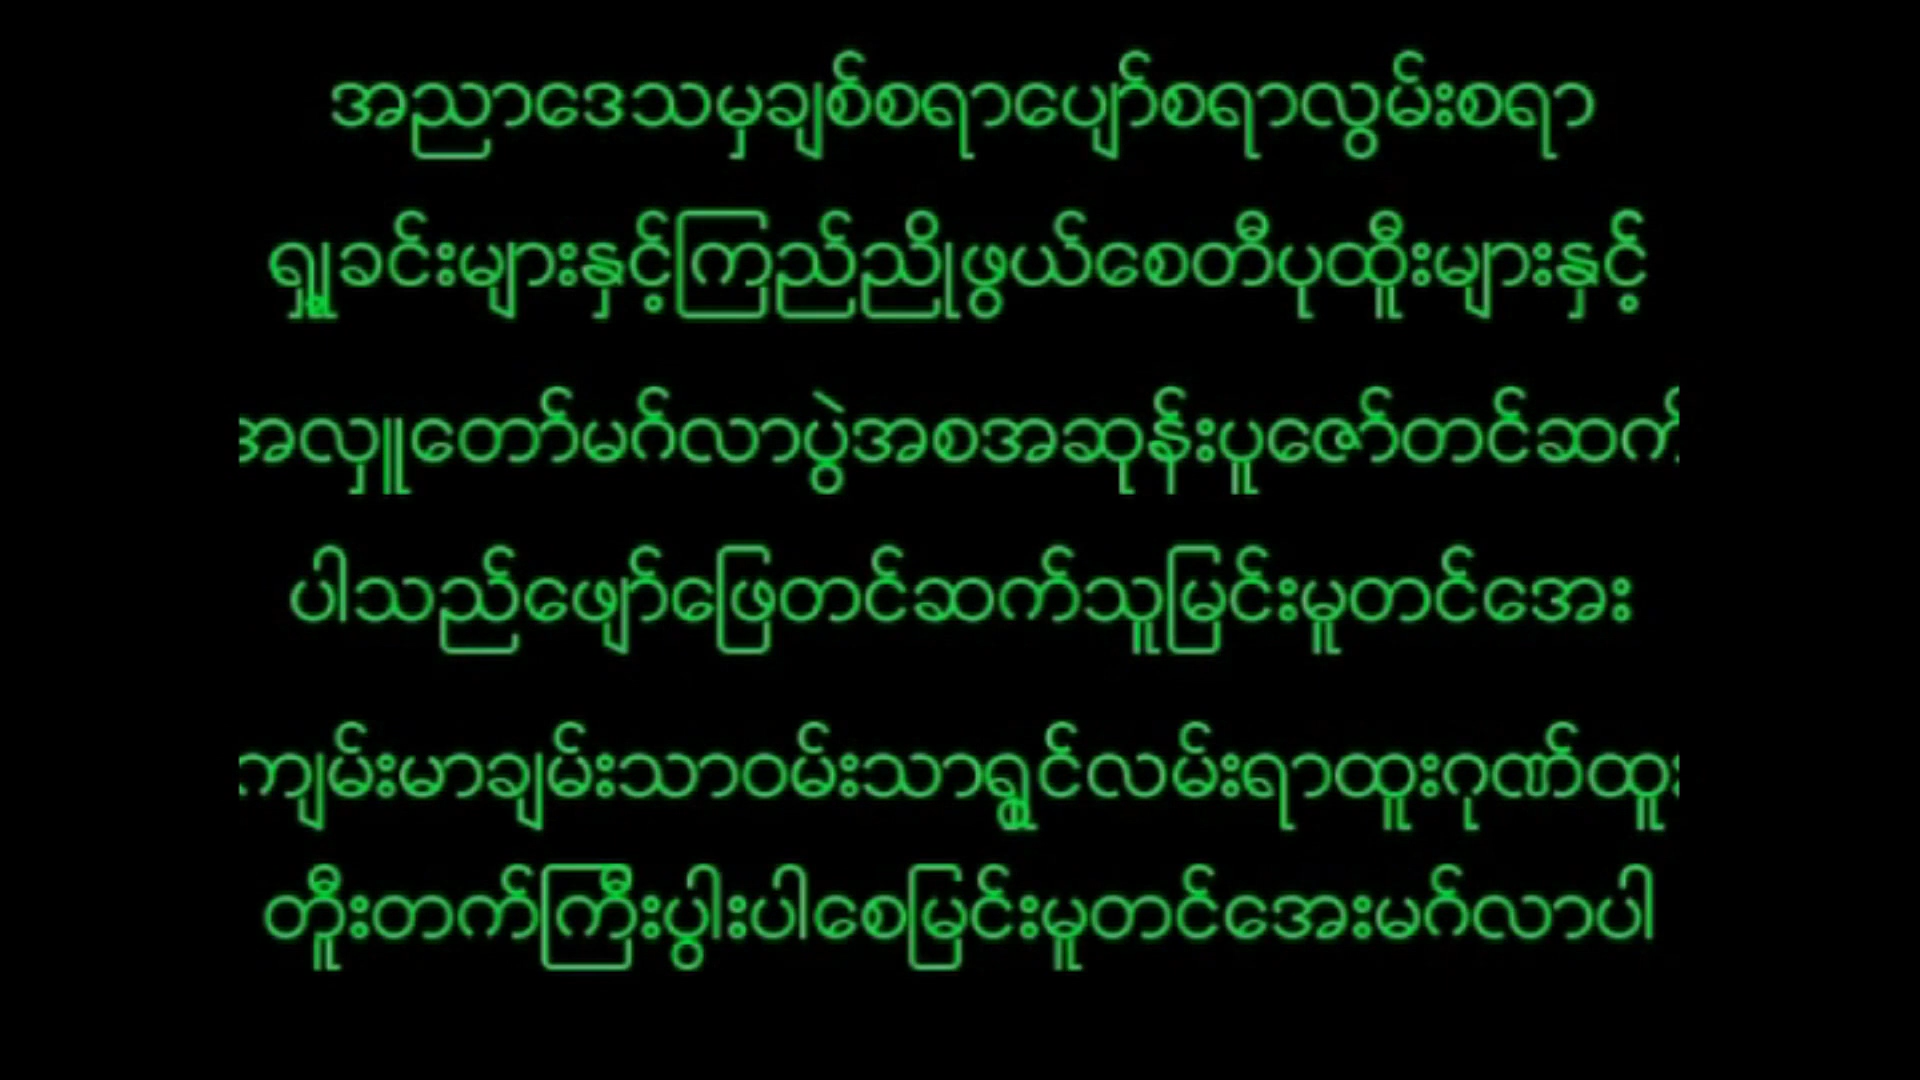 အညာဒေသမှချစ်စရာပျော်စရာလွမ်းစရာ
ရှုခင်းများနှင့်ကြည်ညိုဖွယ်စေတီပုထိူးများနှင့်
အလှူတော်မင်္ဂလာပွဲအစအဆုန်းပူဇော်တင်ဆက်
ပါသည်ဖျော်ဖြေတင်ဆက်သူမြင်းမူတင်အေး
ကျမ်းမာချမ်းသာဝမ်းသာရွှင်လမ်းရာထူးဂုဏ်ထူး
တိူးတက်ကြီးပွါးပါစေမြင်းမူတင်အေးမင်္ဂလာပါ